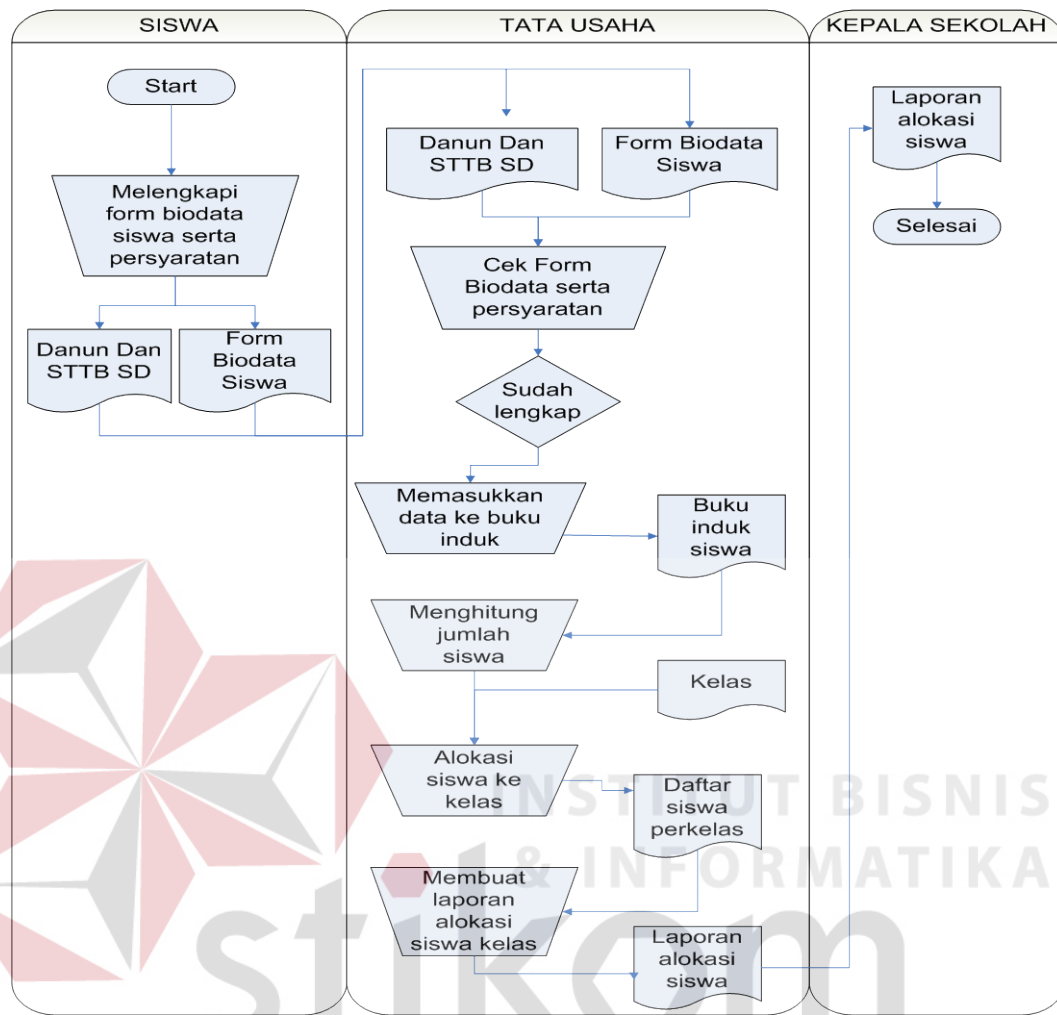 SISWA
TATA USAHA
KEPALA SEKOLAH
Start
Melengkapi
form biodata
siswa serta
persyaratan
Danun Dan
STTB SD
Form
Biodata
Siswa
Danun Dan
STTB SD
Form Biodata
Siswa
Cek Form
Biodata serta
persyaratan
Sudah
lengkap
Memasukkan
data ke buku
induk
Buku
induk
siswa
Menghitung
jumlah
siswa
Kelas
Alokasi
siswa ke
kelas
Daftar
siswa
perkelas
Membuat
laporan
alokasi
siswa kelas
Laporan
alokasi
siswa
Laporan
alokasi
siswa
Selesai
INSTITUT BISNIS
& INFORMATIKA
stikom